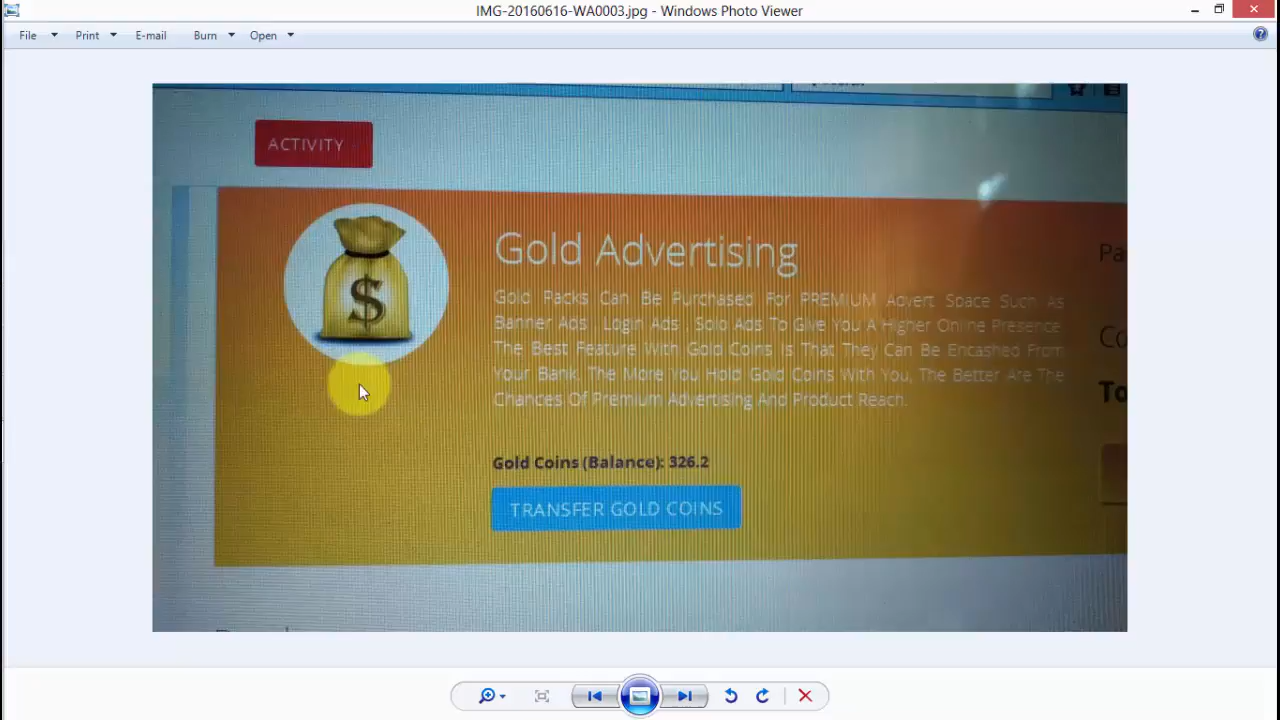 IMG-20160616-WA0003.jpg - Windows Photo Viewer
File Print E-mail Burn Open
ACTIVITY
$
Gold Advertising
Gold Packs Can Be Purchased For PREMIUM Advert Space Such As
Banner Ads , Login Ads , Solo Ads To Give You A Higher Online Presence.
The Best Feature With Gold Coins Is That They Can Be Encashed From
Your Bank. The More You Hold Gold Coins With You, The Better Are The
Chances Of Premium Advertising And Product Reach.
Pa
Co
To
Gold Coins (Balance): 326.2
TRANSFER GOLD COINS